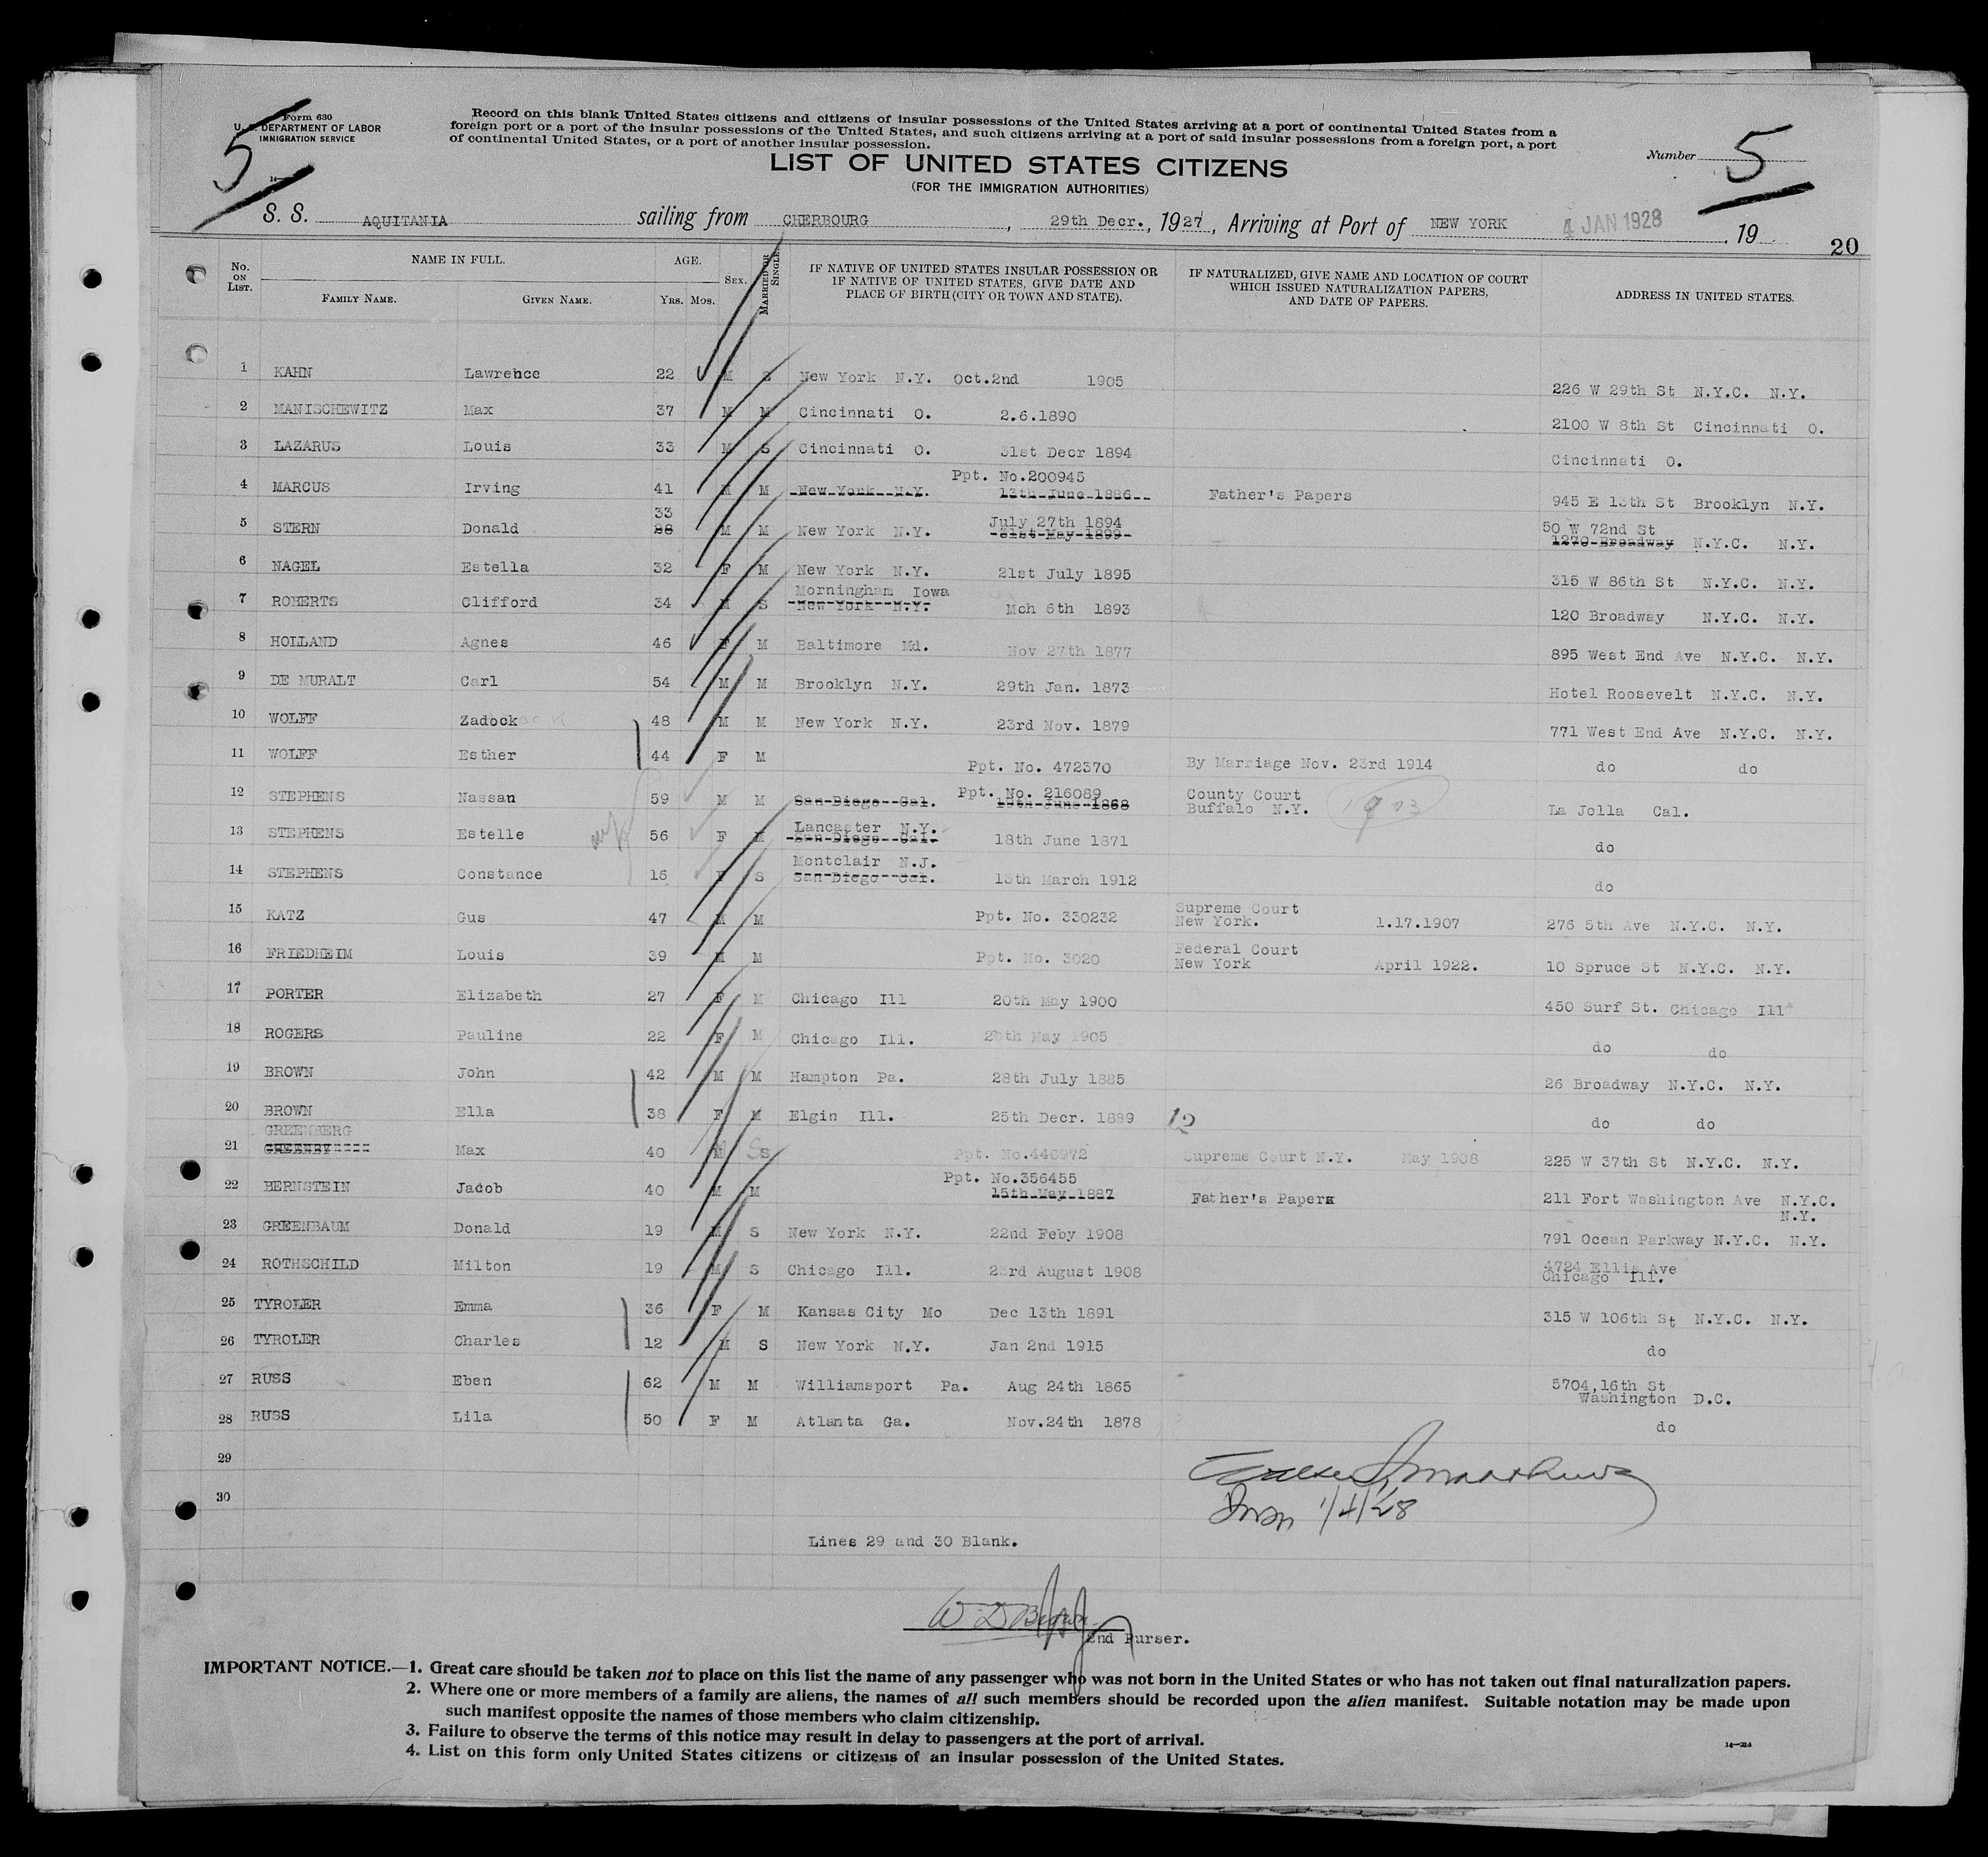 Form 630
U. S. DEPARTMENT OF LABOR
IMMIGRATION SERVICE
5
Record on this blank United States citizens and citizens of insular possessions of the United States arriving at a port of continental United States from a
foreign port or a port of the insular possessions of the United States, and such citizens arriving at a port of said insular possessions from a foreign port, a port
of continental United States, or a port of another insular possession.
LIST OF UNITED STATES CITIZENS
(FOR THE IMMIGRATION AUTHORITIES)
Number 5
S. S. AQUITANIA sailing from CHERBOURG, 29th Decr., 1927, Arriving at Port of NEW YORK 4 JAN 1928, 19
20
No. ON LIST. NAME IN FULL. FAMILY NAME. GIVEN NAME. AGE. YRS. MOS. SEX. MARRIED OR SINGLE. IF NATIVE OF UNITED STATES INSULAR POSSESSION OR IF NATIVE OF UNITED STATES, GIVE DATE AND PLACE OF BIRTH (CITY OR TOWN AND STATE). IF NATURALIZED, GIVE NAME AND LOCATION OF COURT WHICH ISSUED NATURALIZATION PAPERS, AND DATE OF PAPERS. ADDRESS IN UNITED STATES.
1 KAHN Lawrence 22 M S New York N.Y. Oct.2nd 1905 226 W 29th St N.Y.C. N.Y.
2 MANISCHEWITZ Max 37 M M Cincinnati O. 2.6.1890 2100 W 8th St Cincinnati O.
3 LAZARUS Louis 33 M S Cincinnati O. 31st Decr 1894 Cincinnati O.
Ppt. No.200945
4 MARCUS Irving 41 M M New York N.Y. 13th June 1886 Father's Papers 945 E 13th St Brooklyn N.Y.
33 July 27th 1894 50 W 72nd St
5 STERN Donald 28 M M New York N.Y. 31st May 1899 1270 Broadway N.Y.C. N.Y.
6 NAGEL Estella 32 F M New York N.Y. 21st July 1895 315 W 86th St N.Y.C. N.Y.
Morningham Iowa
7 ROBERTS Clifford 34 M S New York N.Y. Mch 6th 1893 120 Broadway N.Y.C. N.Y.
8 HOLLAND Agnes 46 F M Baltimore Md. Nov 27th 1877 895 West End Ave N.Y.C. N.Y.
9 DE MURALT Carl 54 M M Brooklyn N.Y. 29th Jan. 1873 Hotel Roosevelt N.Y.C. N.Y.
10 WOLFF Zadock 48 M M New York N.Y. 23rd Nov. 1879 771 West End Ave N.Y.C. N.Y.
11 WOLFF Esther 44 F M Ppt. No. 472370 By Marriage Nov. 23rd 1914 do do
Ppt. No. 216089 County Court
12 STEPHENS Nassan 59 M M San Diego Cal. 19th June 1868 Buffalo N.Y. 1903 La Jolla Cal.
Lancaster N.Y.
13 STEPHENS Estelle 56 F M San Diego Cal. 18th June 1871 do
Montclair N.J.
14 STEPHENS Constance 16 F S San Diego Cal. 13th March 1912 do
Supreme Court
15 KATZ Gus 47 M M Ppt. No. 330232 New York. 1.17.1907 276 5th Ave N.Y.C. N.Y.
Federal Court
16 FRIEDHEIM Louis 39 M M Ppt. No. 3020 New York April 1922. 10 Spruce St N.Y.C. N.Y.
17 PORTER Elizabeth 27 F M Chicago Ill 20th May 1900 450 Surf St. Chicago Ill
18 ROGERS Pauline 22 F M Chicago Ill. May 1905 do do
19 BROWN John 42 M M Hampton Pa. 28th July 1885 26 Broadway N.Y.C. N.Y.
20 BROWN Ella 38 F M Elgin Ill. 25th Decr. 1889 12 do do
GREENBERG
21 Max 40 M S Ppt. No.440972 Supreme Court N.Y. May 1908 225 W 37th St N.Y.C. N.Y.
Ppt. No.356455
22 BERNSTEIN Jacob 40 M M 15th May 1887 Father's Papers 211 Fort Washington Ave N.Y.C.
N.Y.
23 GREENBAUM Donald 19 M S New York N.Y. 22nd Feby 1908 791 Ocean Parkway N.Y.C. N.Y.
24 ROTHSCHILD Milton 19 M S Chicago Ill. 23rd August 1908 4724 Ellis Ave
Chicago Ill.
25 TYROLER Emma 36 F M Kansas City Mo Dec 13th 1891 315 W 106th St N.Y.C. N.Y.
26 TYROLER Charles 12 M S New York N.Y. Jan 2nd 1915 do
27 RUSS Eben 62 M M Williamsport Pa. Aug 24th 1865 5704,16th St
Washington D.C.
28 RUSS Lila 50 F M Atlanta Ga. Nov.24th 1878 do
29
30
1/4/28
Lines 29 and 30 Blank.
2nd Purser.
IMPORTANT NOTICE.—1. Great care should be taken not to place on this list the name of any passenger who was not born in the United States or who has not taken out final naturalization papers.
2. Where one or more members of a family are aliens, the names of all such members should be recorded upon the alien manifest. Suitable notation may be made upon
such manifest opposite the names of those members who claim citizenship.
3. Failure to observe the terms of this notice may result in delay to passengers at the port of arrival.
4. List on this form only United States citizens or citizens of an insular possession of the United States.
14—214